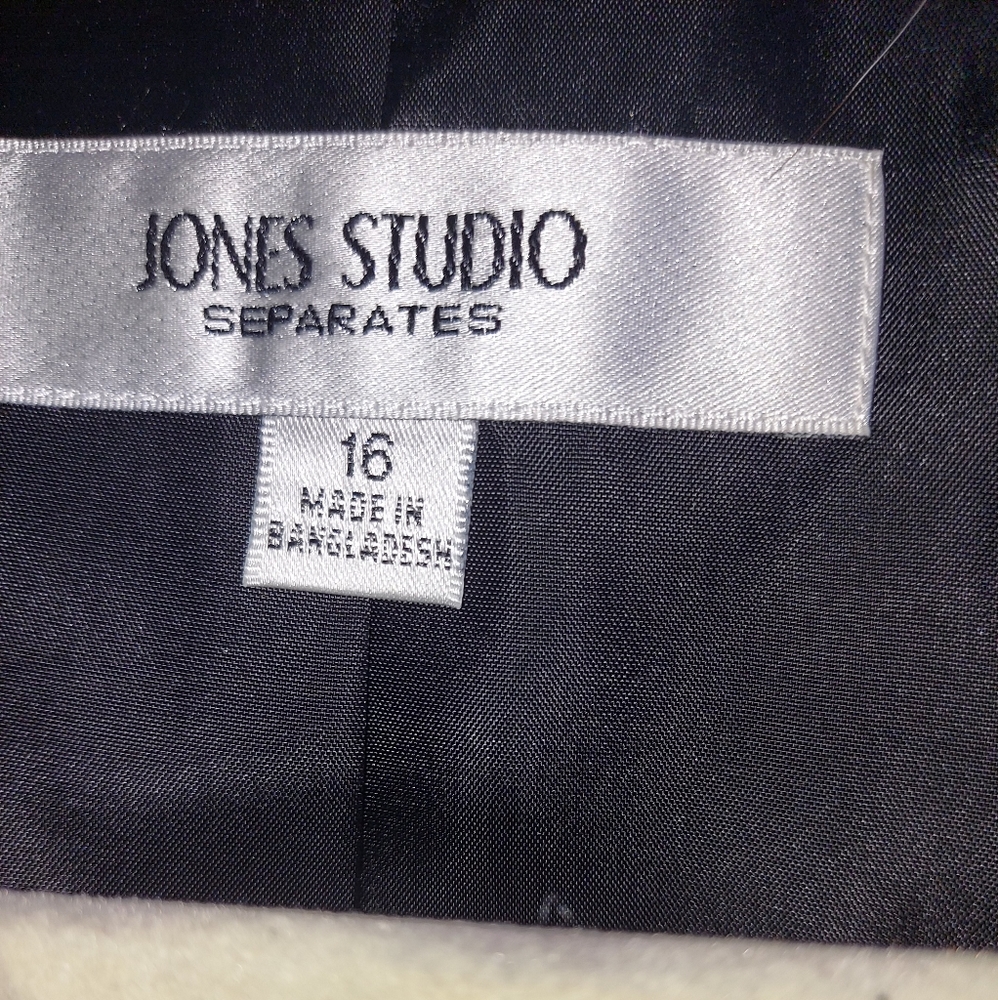 JONES STUDIO
SEPARATES
16
MADE IN
BANGLADESH